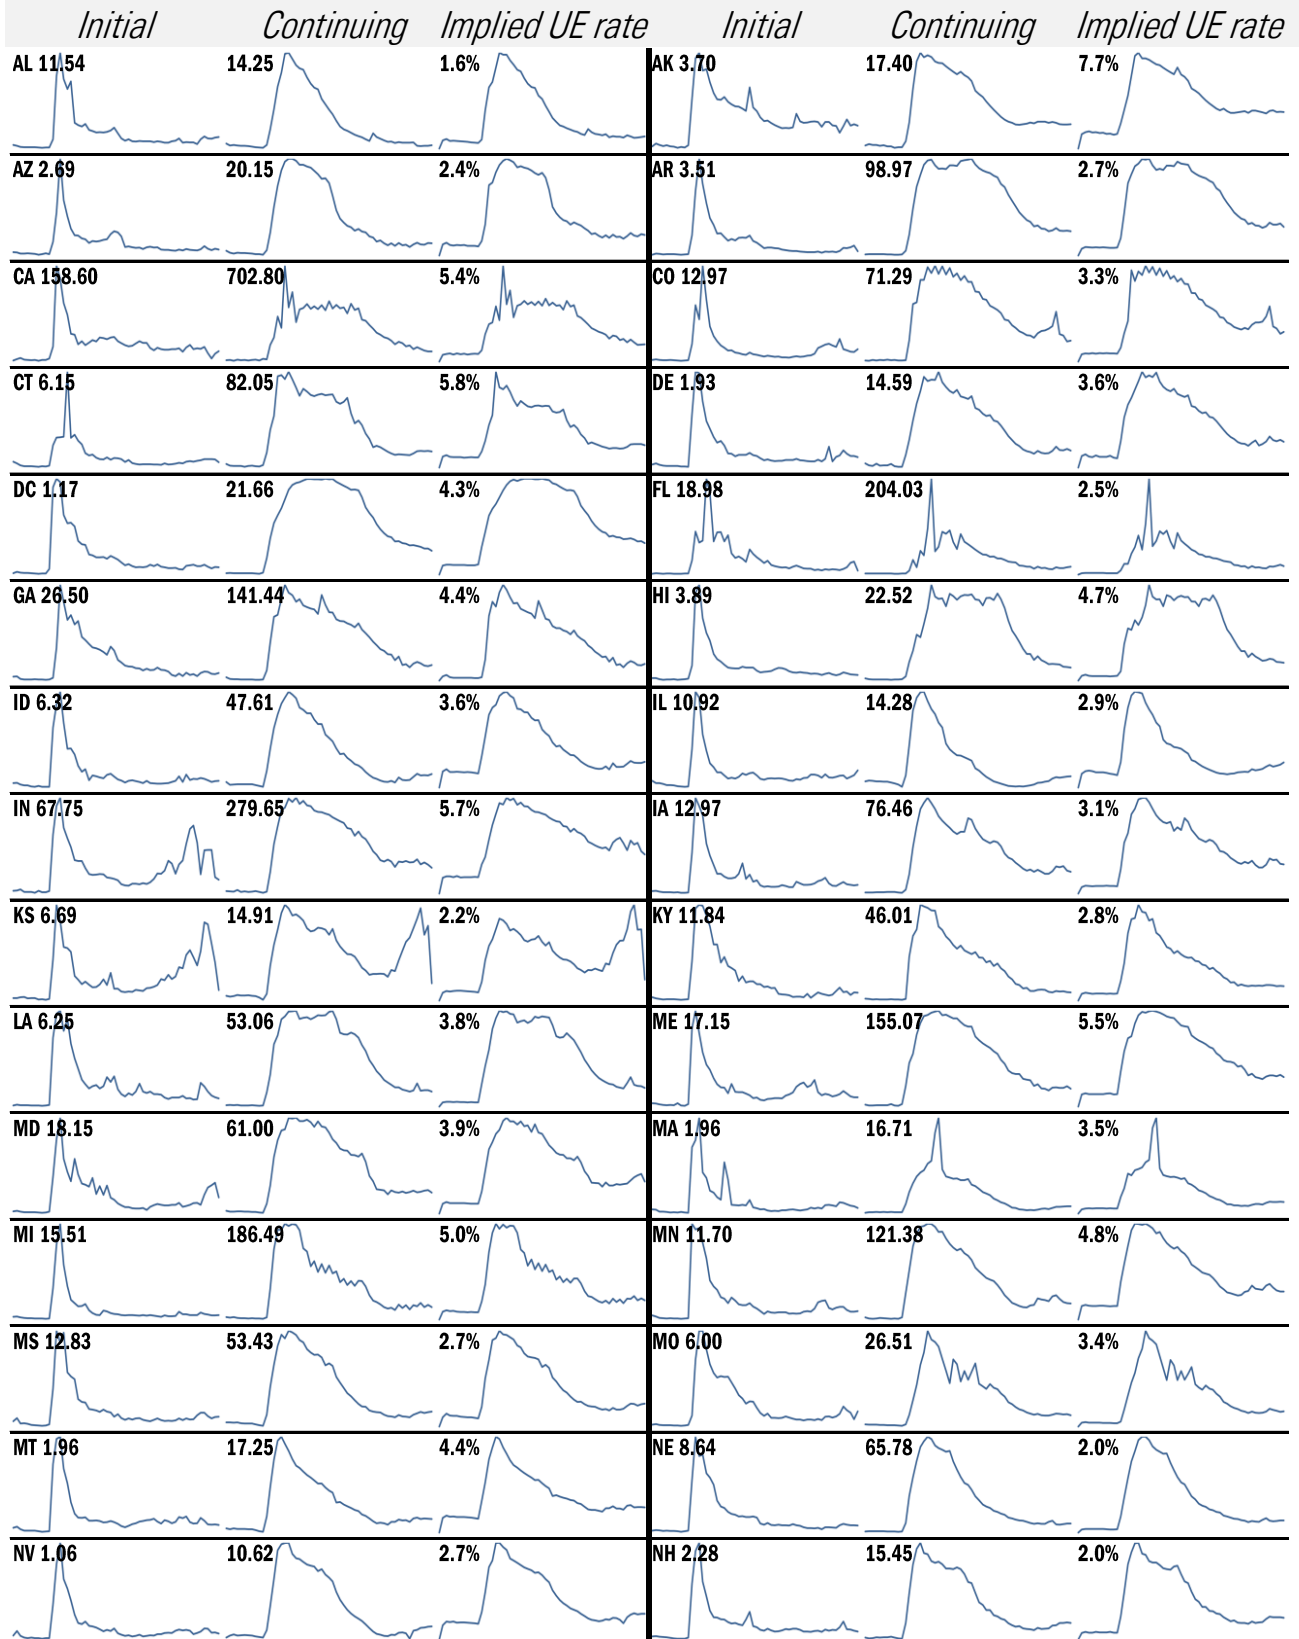 Initial Continuing Implied UE rate Initial Continuing Implied UE rate
AL 11.54 14.25 1.6% AK 3.70 17.40 7.7%
AZ 2.69 20.15 2.4% AR 3.51 98.97 2.7%
CA 158.60 702.80 5.4% CO 12.97 71.29 3.3%
CT 6.15 82.05 5.8% DE 1.93 14.59 3.6%
DC 1.17 21.66 4.3% FL 18.98 204.03 2.5%
GA 26.50 141.44 4.4% HI 3.89 22.52 4.7%
ID 6.32 47.61 3.6% IL 10.92 14.28 2.9%
IN 67.75 279.65 5.7% IA 12.97 76.46 3.1%
KS 6.69 14.91 2.2% KY 11.84 46.01 2.8%
LA 6.25 53.06 3.8% ME 17.15 155.07 5.5%
MD 18.15 61.00 3.9% MA 1.96 16.71 3.5%
MI 15.51 186.49 5.0% MN 11.70 121.38 4.8%
MS 12.83 53.43 2.7% MO 6.00 26.51 3.4%
MT 1.96 17.25 4.4% NE 8.64 65.78 2.0%
NV 1.06 10.62 2.7% NH 2.28 15.45 2.0%